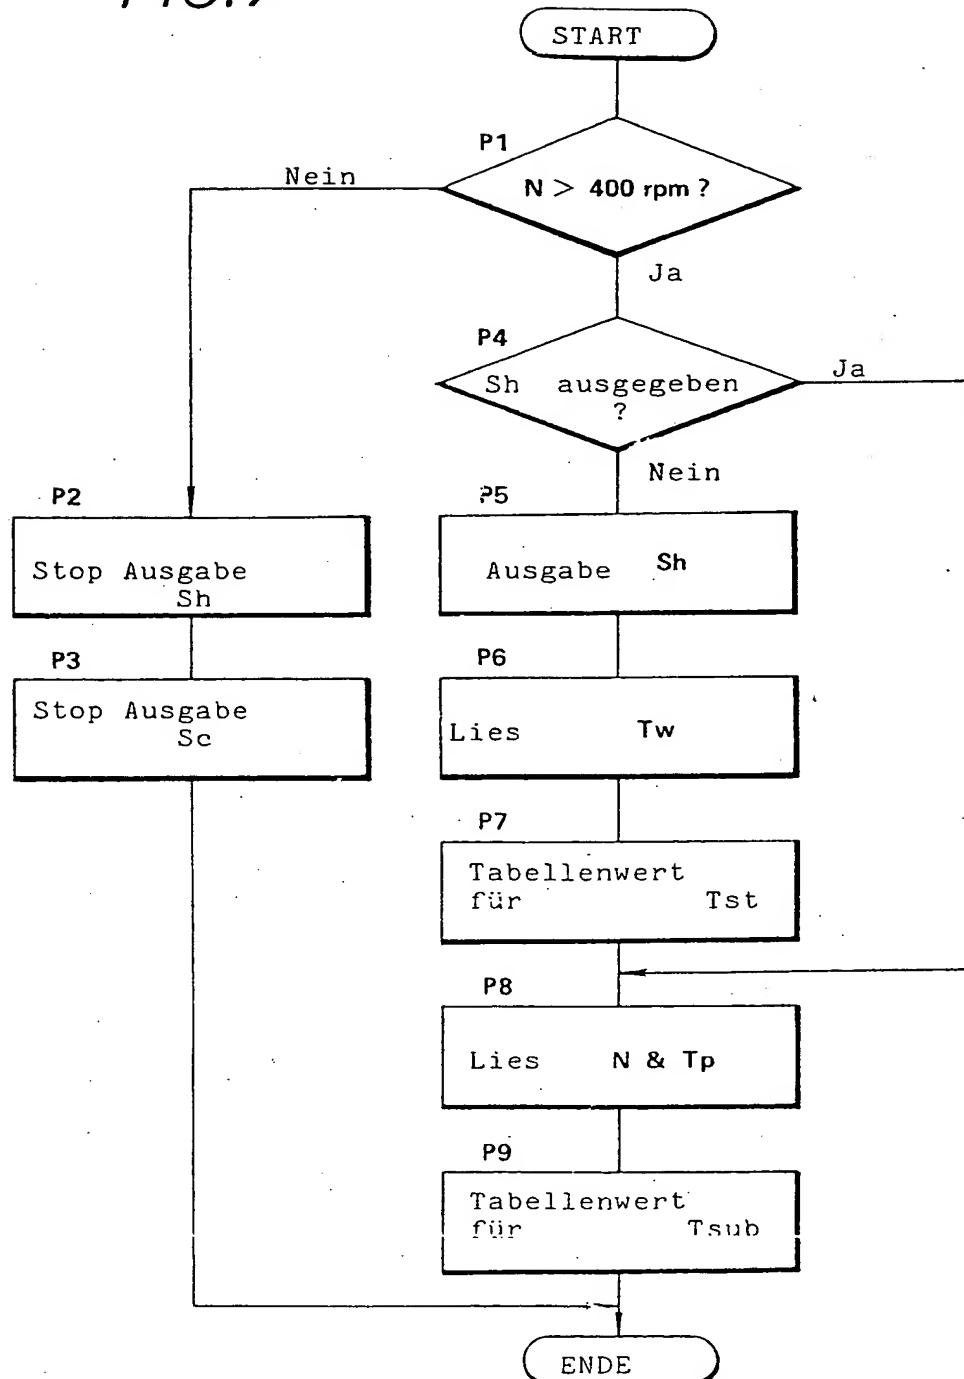 START
P1
Nein
N > 400 rpm ?
Ja
P4
Sh ausgegeben
?
Ja
Nein
P2
Stop Ausgabe
Sh
P5
Ausgabe Sh
P3
Stop Ausgabe
Sc
P6
Lies Tw
P7
Tabellenwert
für Tst
P8
Lies N & Tp
P9
Tabellenwert
für Tsub
ENDE